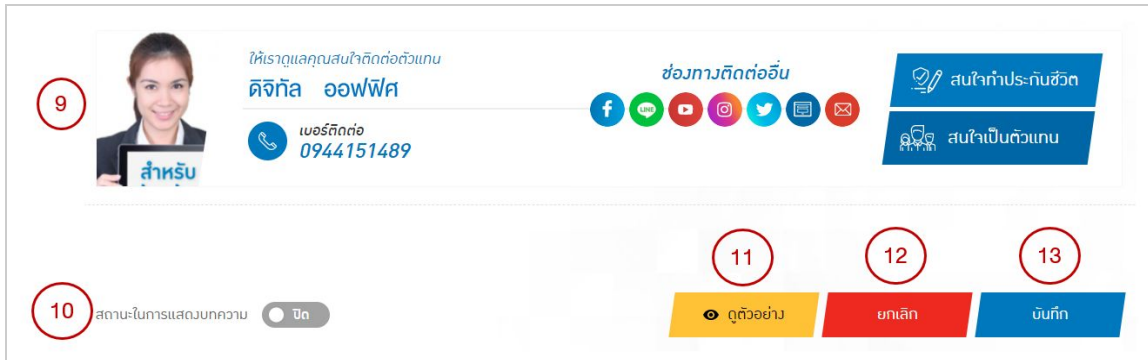 9
ให้เราดูแลคุณสนใจติดต่อตัวแทน
ดิจิทัล ออฟฟิศ
เบอร์ติดต่อ
0944151489
สำหรับ
ช่องทางติดต่ออื่น
LINE
สนใจทำประกันชีวิต
สนใจเป็นตัวแทน
11
12
13
10
สถานะในการแสดงบทความ
ปิด
ดูตัวอย่าง
ยกเลิก
บันทึก